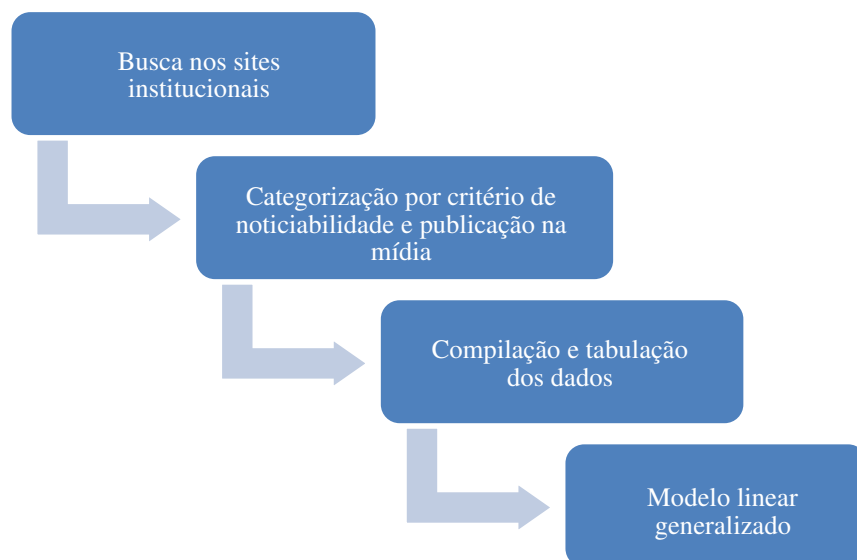 Busca nos sites
institucionais
Categorização por critério de
noticiabilidade e publicação na
mídia
Compilação e tabulação
dos dados
Modelo linear
generalizado